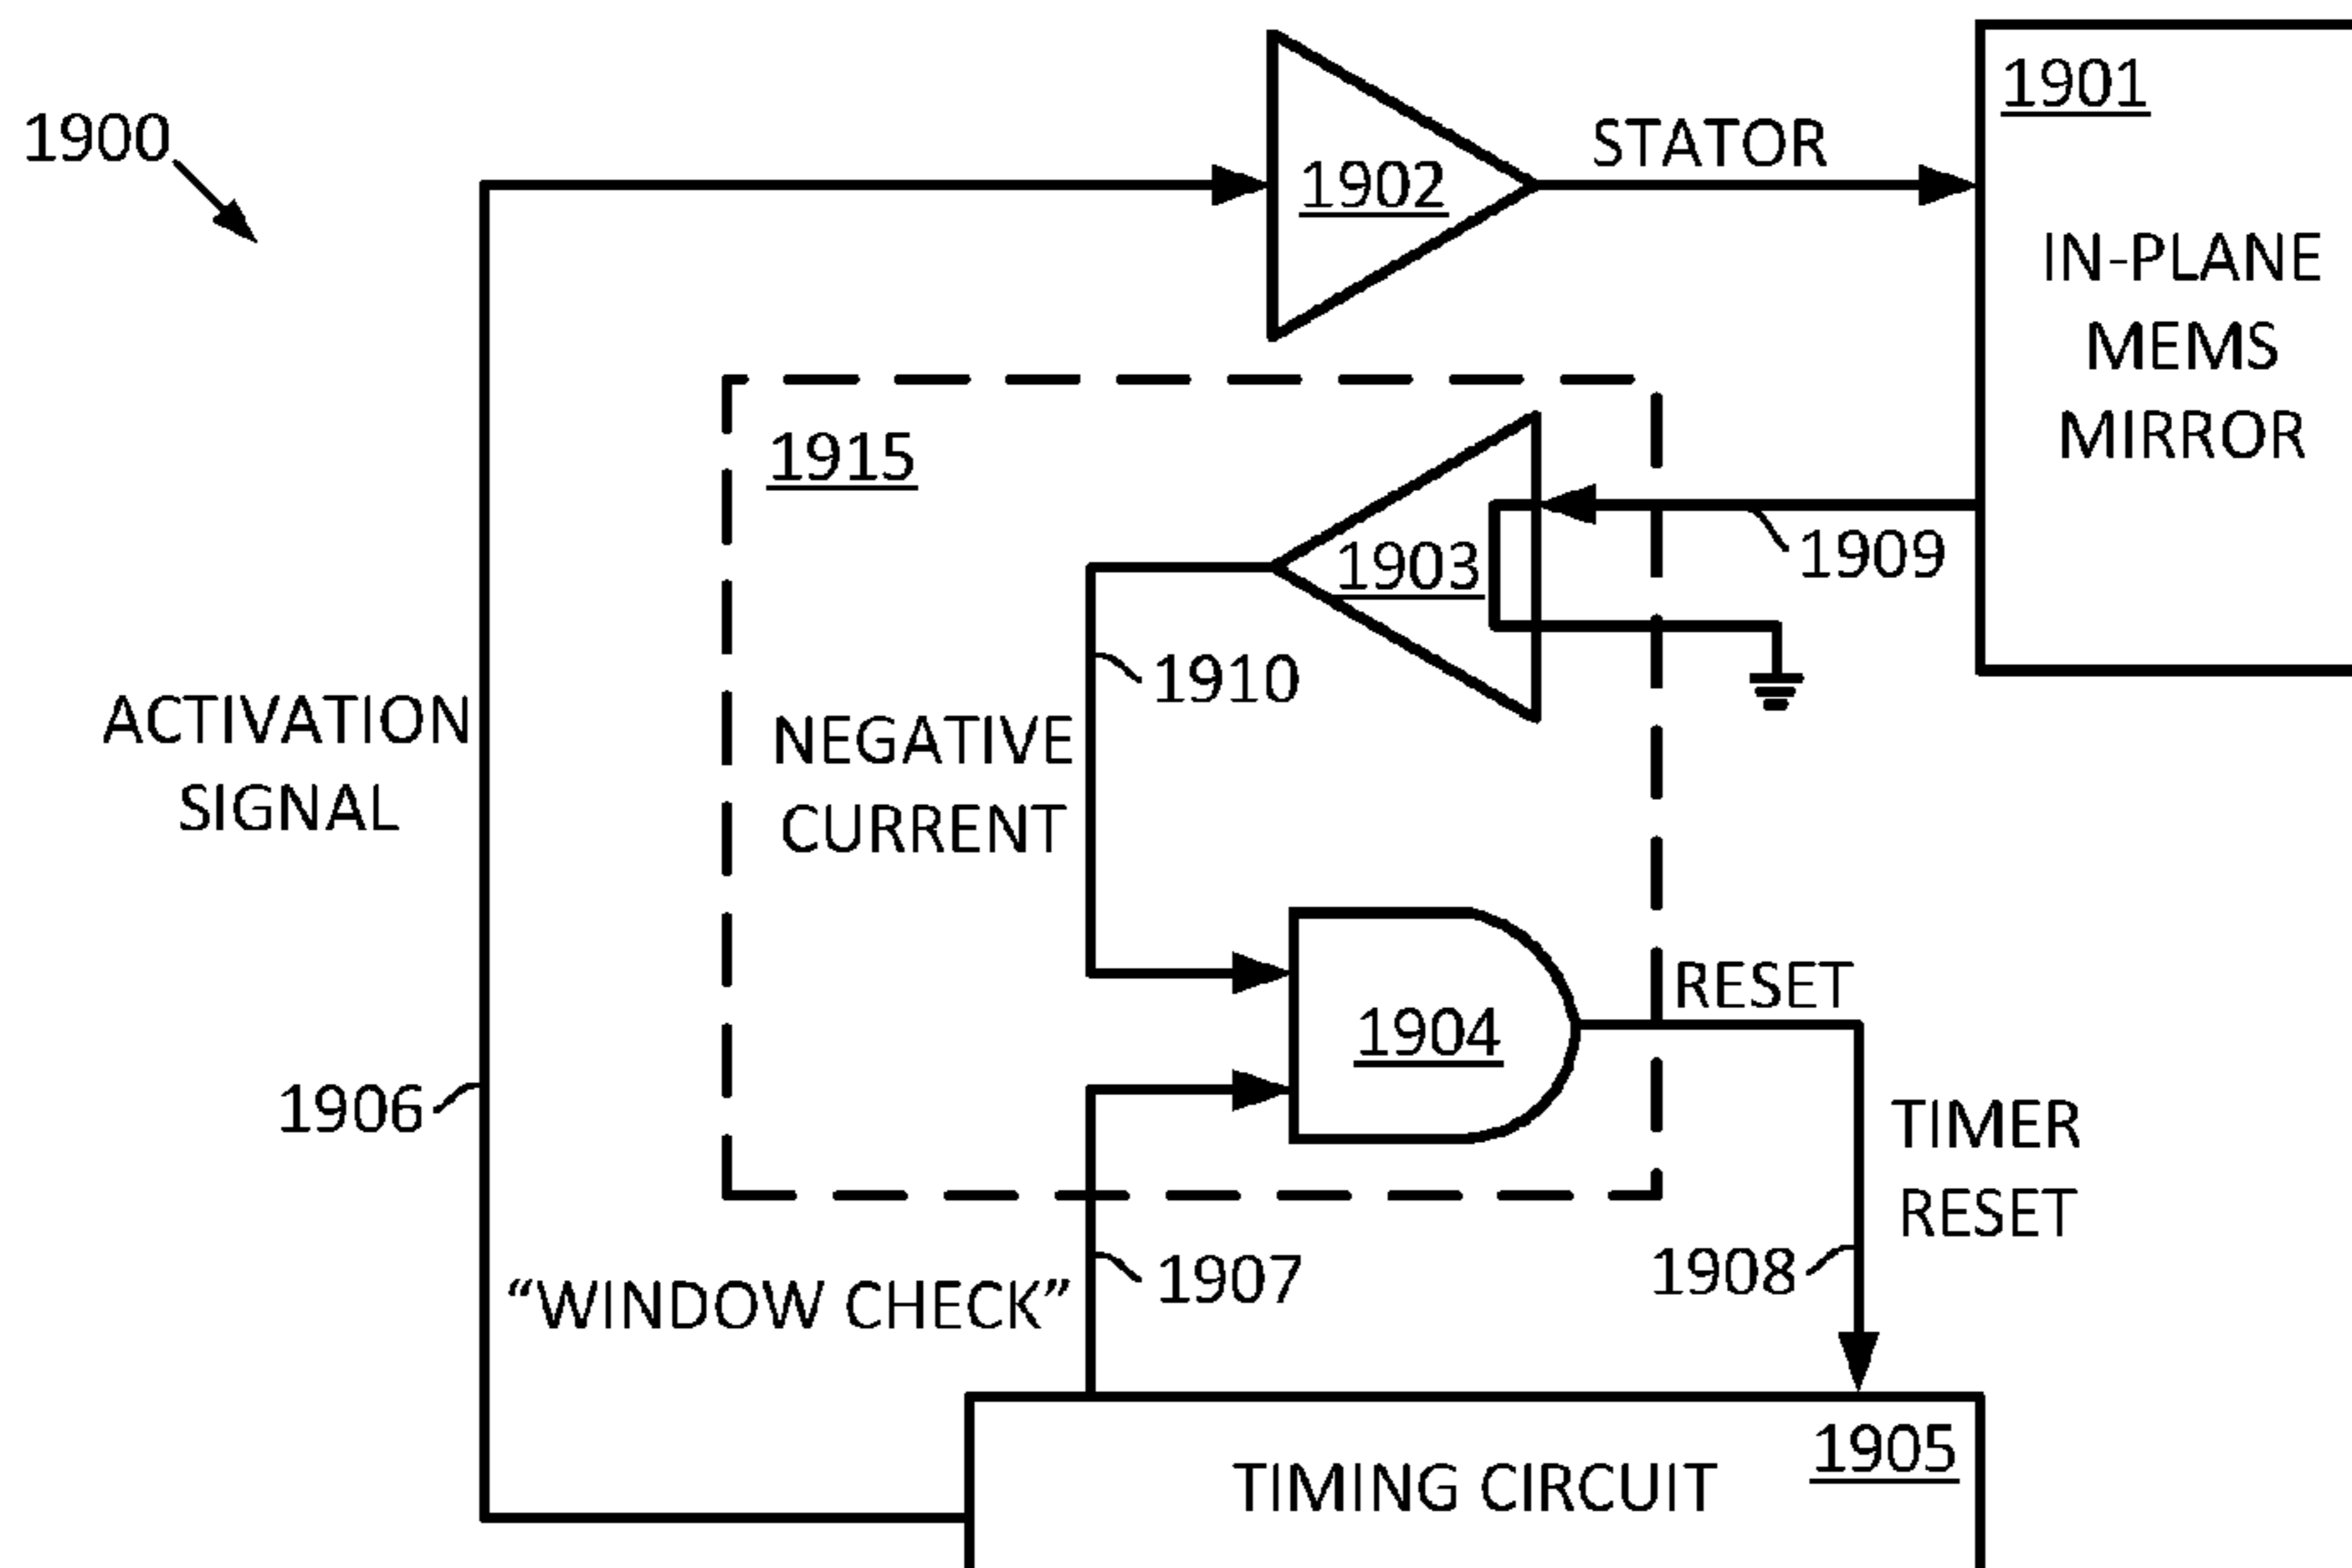 1900
1901
STATOR
1902
IN-PLANE
MEMS
MIRROR
1915
1903
1909
1910
ACTIVATION
SIGNAL
NEGATIVE
CURRENT
RESET
1904
1906
TIMER
RESET
1908
1907
“WINDOW CHECK”
1905
TIMING CIRCUIT